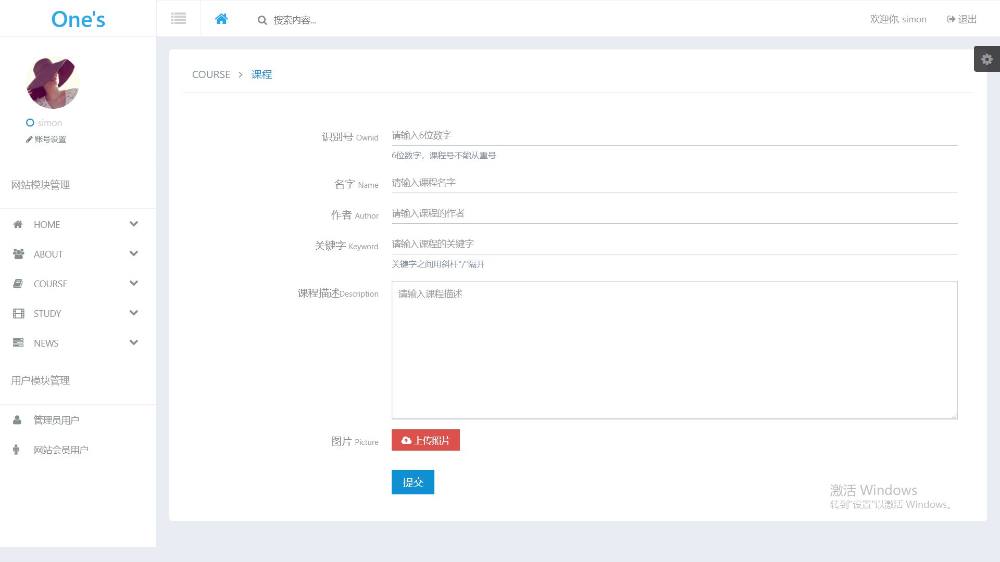 One's
搜索内容...
欢迎你, simon
退出
simon
账号设置
网站模块管理
HOME
ABOUT
COURSE
STUDY
NEWS
用户模块管理
管理员用户
网站会员用户
COURSE > 课程
识别号 Ownid
请输入6位数字
6位数字，课程号不能从重号
名字 Name
请输入课程名字
作者 Author
请输入课程的作者
关键字 Keyword
请输入课程的关键字
关键字之间用斜杆"/"隔开
课程描述Description
请输入课程描述
图片 Picture
上传照片
提交
激活 Windows
转到"设置"以激活 Windows。